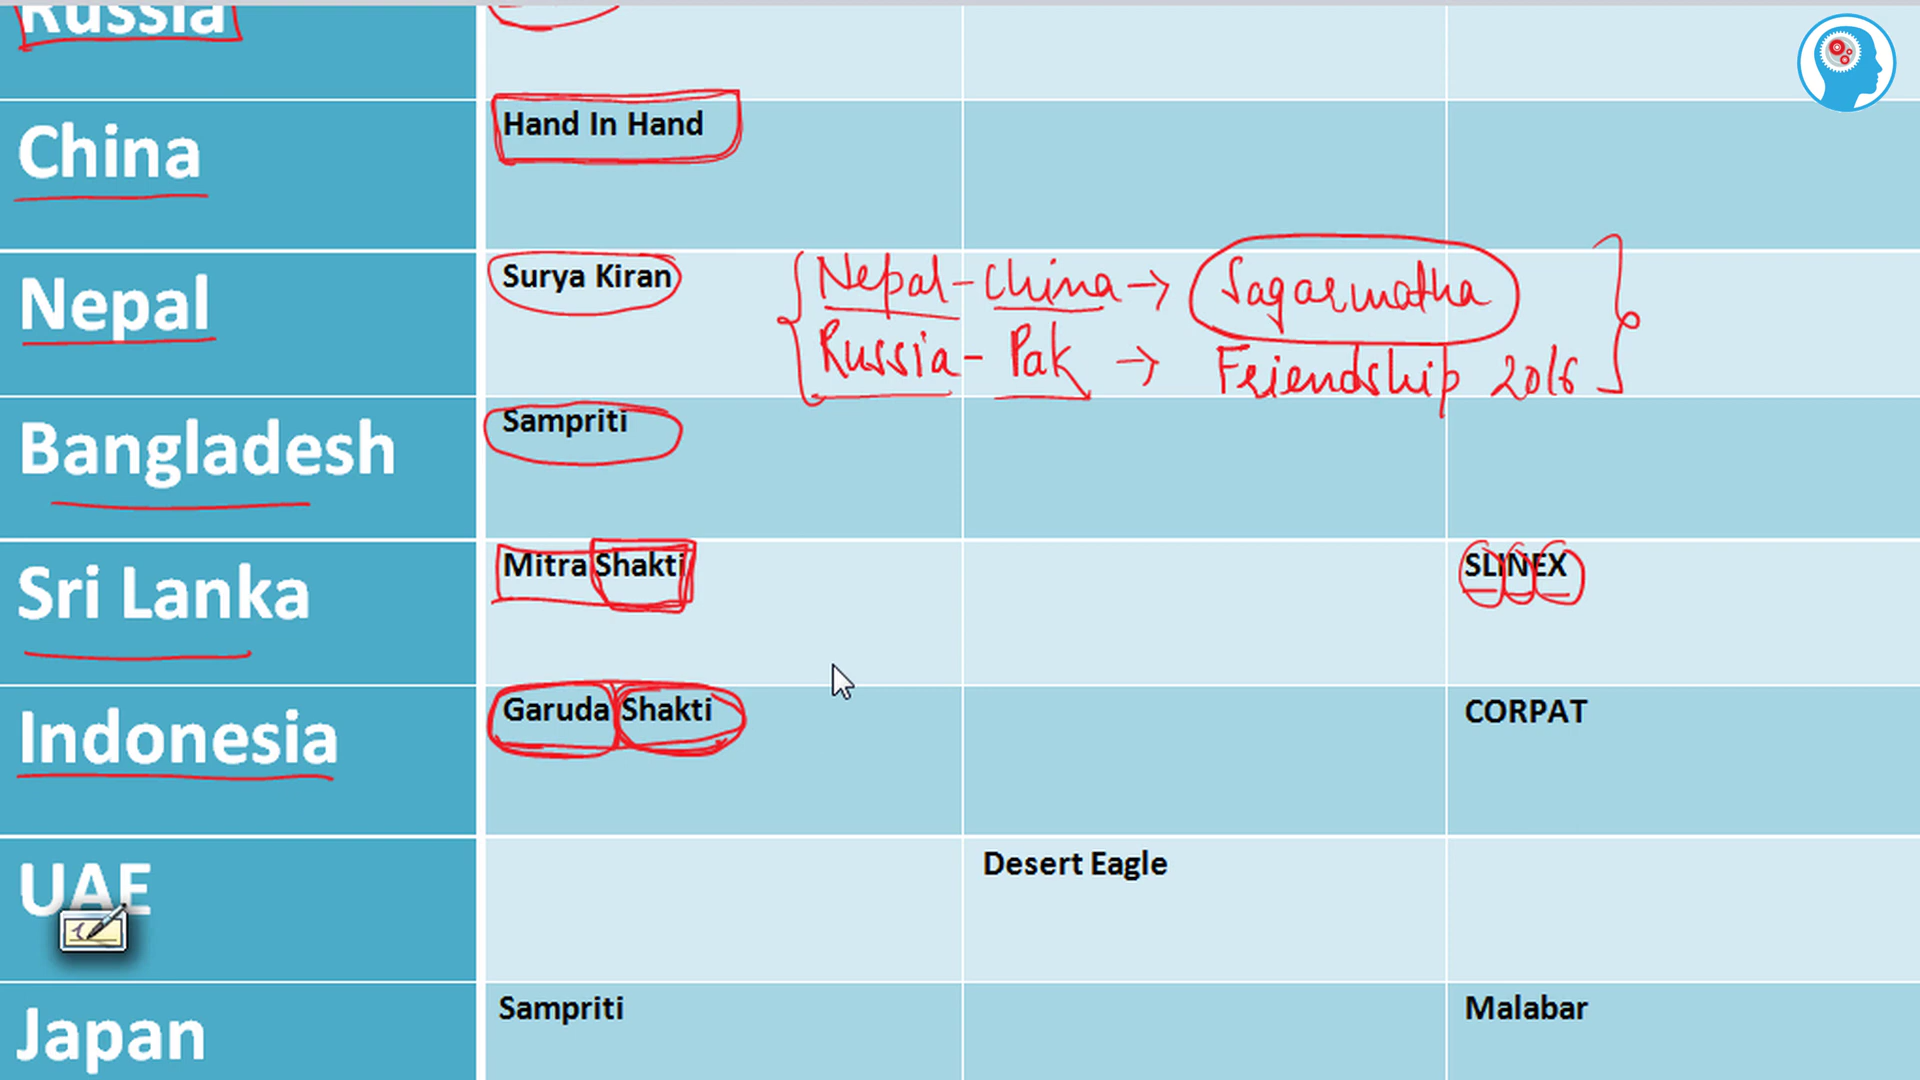 Russia
China
Hand In Hand
Nepal
Surya Kiran
Nepal - China → Sagarmatha
Russia - Pak → Friendship 2016
Bangladesh
Sampriti
Sri Lanka
Mitra Shakti
SLINEX
Indonesia
Garuda Shakti
CORPAT
UAE
Desert Eagle
Japan
Sampriti
Malabar